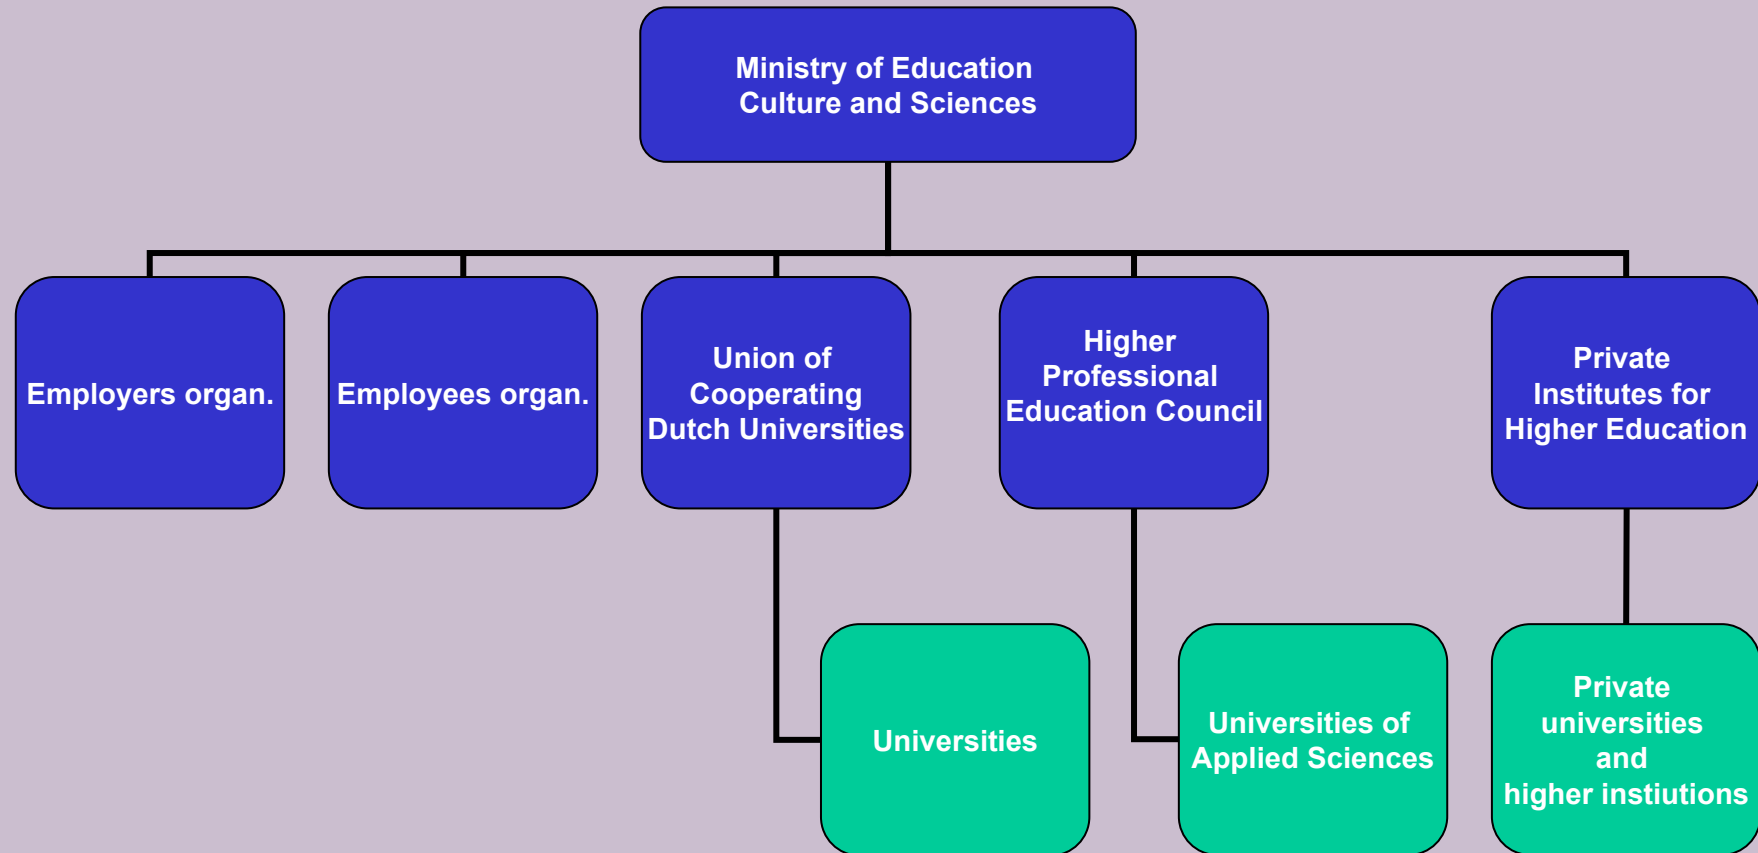 Ministry of Education
Culture and Sciences
Employers organ.
Employees organ.
Union of
Cooperating
Dutch Universities
Higher
Professional
Education Council
Private
Institutes for
Higher Education
Universities
Universities of
Applied Sciences
Private
universities
and
higher instiutions